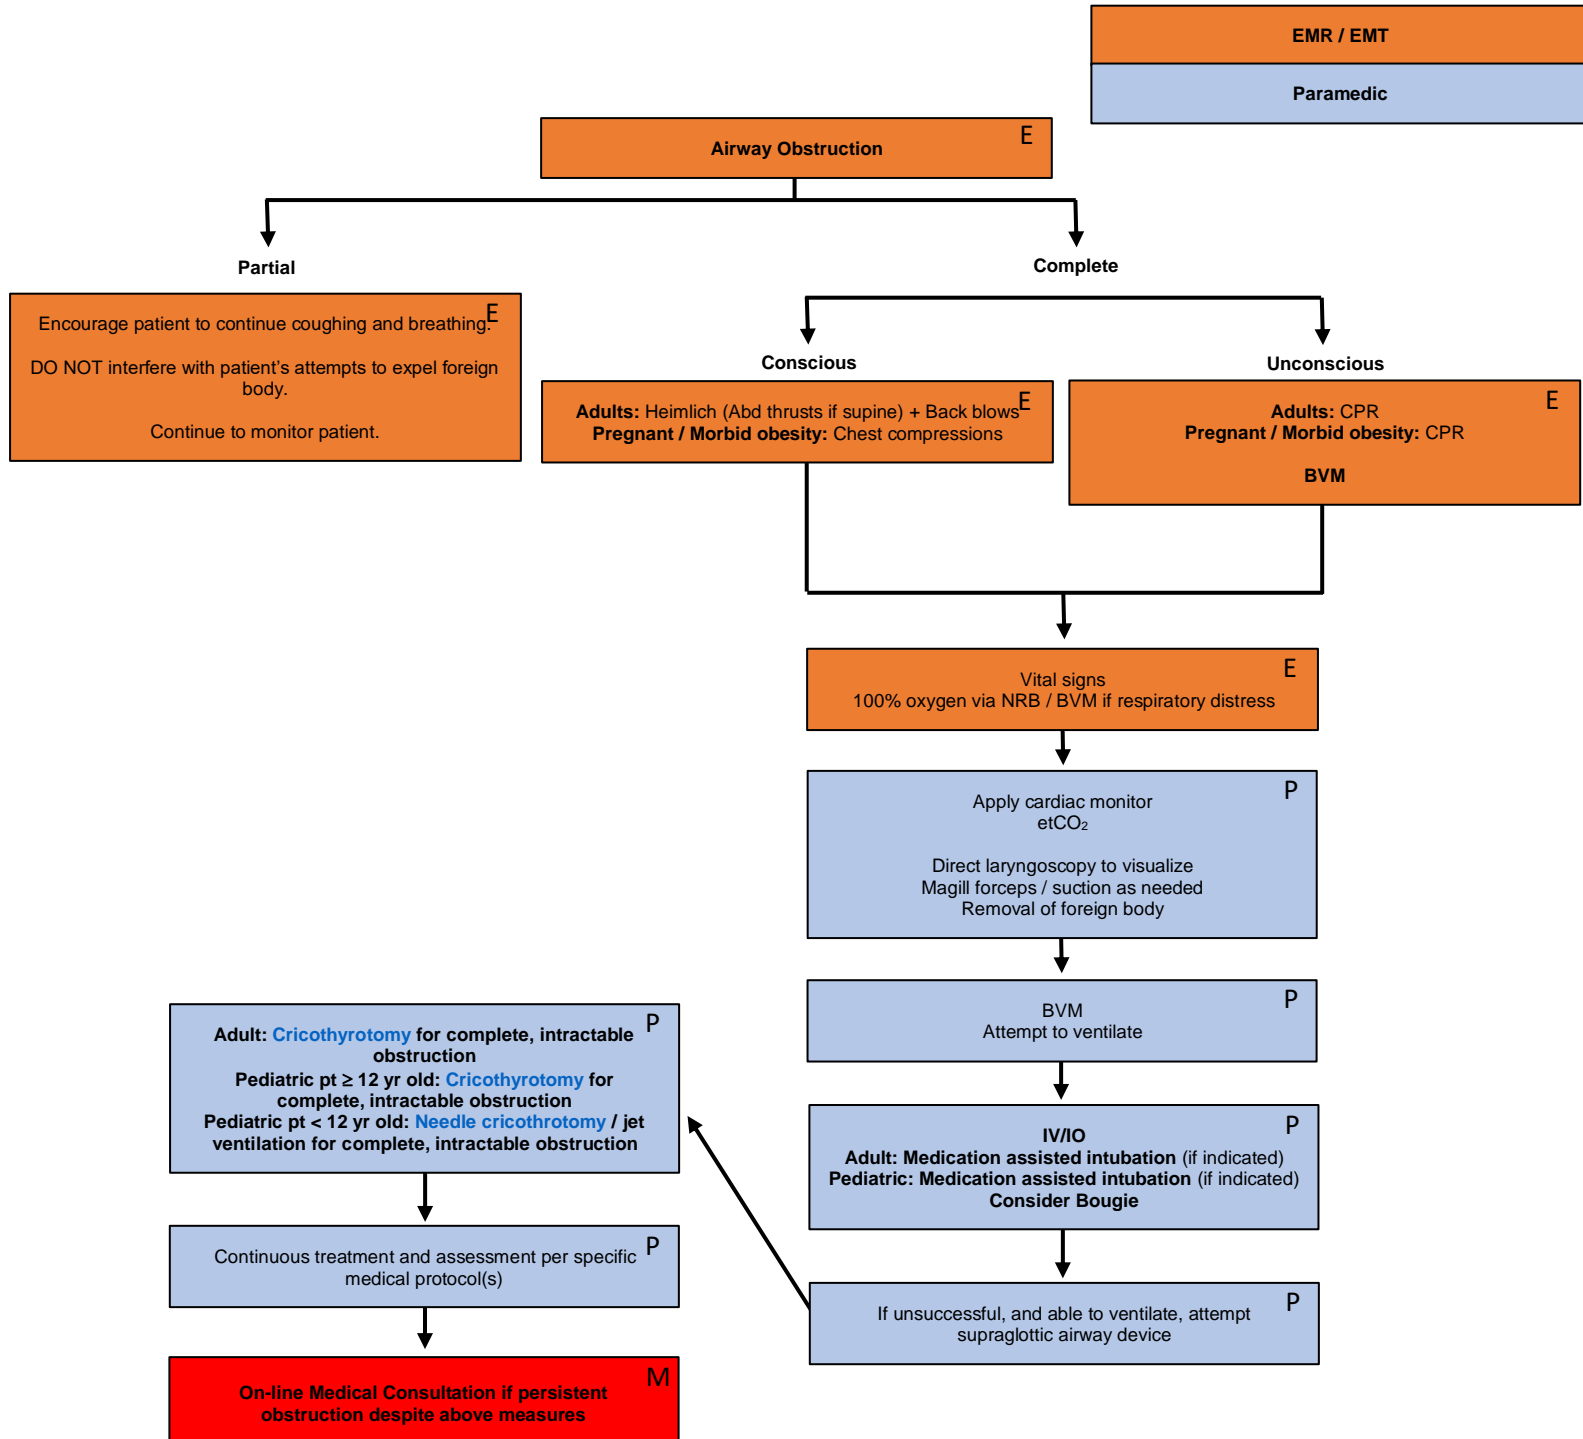 EMR / EMT
Paramedic
Airway Obstruction
E
Partial
Complete
E
Encourage patient to continue coughing and breathing.
DO NOT interfere with patient’s attempts to expel foreign
body.
Continue to monitor patient.
Conscious
Unconscious
E
Adults: Heimlich (Abd thrusts if supine) + Back blows
Pregnant / Morbid obesity: Chest compressions
E
Adults: CPR
Pregnant / Morbid obesity: CPR
BVM
E
Vital signs
100% oxygen via NRB / BVM if respiratory distress
P
Apply cardiac monitor
etCO₂
Direct laryngoscopy to visualize
Magill forceps / suction as needed
Removal of foreign body
P
BVM
Attempt to ventilate
P
IV/IO
Adult: Medication assisted intubation (if indicated)
Pediatric: Medication assisted intubation (if indicated)
Consider Bougie
P
If unsuccessful, and able to ventilate, attempt
supraglottic airway device
P
Adult: Cricothyrotomy for complete, intractable
obstruction
Pediatric pt ≥ 12 yr old: Cricothyrotomy for
complete, intractable obstruction
Pediatric pt < 12 yr old: Needle cricothrotomy / jet
ventilation for complete, intractable obstruction
P
Continuous treatment and assessment per specific
medical protocol(s)
M
On-line Medical Consultation if persistent
obstruction despite above measures